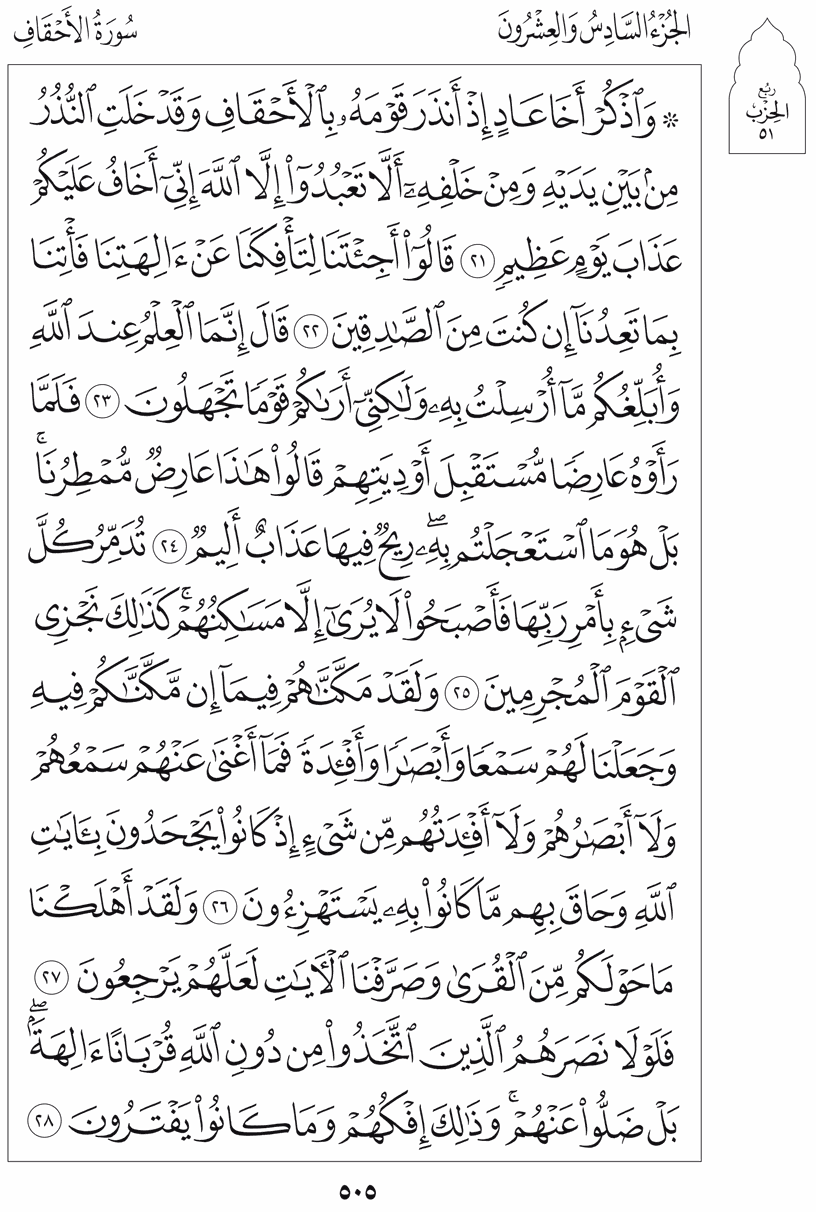 الجُزْءُ السَّادِسُ وَالعِشْرُونَ
سُورَةُ الأَحْقَافِ
رُبُع
الحِزْبِ
٥١
* وَٱذْكُرْ أَخَا عَادٍ إِذْ أَنذَرَ قَوْمَهُۥ بِٱلْأَحْقَافِ وَقَدْ خَلَتِ ٱلنُّذُرُ
مِنۢ بَيْنِ يَدَيْهِ وَمِنْ خَلْفِهِۦٓ أَلَّا تَعْبُدُوٓا۟ إِلَّا ٱللَّهَ إِنِّىٓ أَخَافُ عَلَيْكُمْ
عَذَابَ يَوْمٍ عَظِيمٍ ٢١ قَالُوٓا۟ أَجِئْتَنَا لِتَأْفِكَنَا عَنْ ءَالِهَتِنَا فَأْتِنَا
بِمَا تَعِدُنَآ إِن كُنتَ مِنَ ٱلصَّٰدِقِينَ ٢٢ قَالَ إِنَّمَا ٱلْعِلْمُ عِندَ ٱللَّهِ
وَأُبَلِّغُكُم مَّآ أُرْسِلْتُ بِهِۦ وَلَٰكِنِّىٓ أَرَىٰكُمْ قَوْمًا تَجْهَلُونَ ٢٣ فَلَمَّا
رَأَوْهُ عَارِضًا مُّسْتَقْبِلَ أَوْدِيَتِهِمْ قَالُوا۟ هَٰذَا عَارِضٌ مُّمْطِرُنَا ۚ
بَلْ هُوَ مَا ٱسْتَعْجَلْتُم بِهِۦ ۖ رِيحٌ فِيهَا عَذَابٌ أَلِيمٌ ٢٤ تُدَمِّرُ كُلَّ
شَىْءٍۭ بِأَمْرِ رَبِّهَا فَأَصْبَحُوا۟ لَا يُرَىٰٓ إِلَّا مَسَٰكِنُهُمْ ۚ كَذَٰلِكَ نَجْزِى
ٱلْقَوْمَ ٱلْمُجْرِمِينَ ٢٥ وَلَقَدْ مَكَّنَّٰهُمْ فِيمَآ إِن مَّكَّنَّٰكُمْ فِيهِ
وَجَعَلْنَا لَهُمْ سَمْعًا وَأَبْصَٰرًا وَأَفْـِٔدَةً فَمَآ أَغْنَىٰ عَنْهُمْ سَمْعُهُمْ
وَلَآ أَبْصَٰرُهُمْ وَلَآ أَفْـِٔدَتُهُم مِّن شَىْءٍ إِذْ كَانُوا۟ يَجْحَدُونَ بِـَٔايَٰتِ
ٱللَّهِ وَحَاقَ بِهِم مَّا كَانُوا۟ بِهِۦ يَسْتَهْزِءُونَ ٢٦ وَلَقَدْ أَهْلَكْنَا
مَا حَوْلَكُم مِّنَ ٱلْقُرَىٰ وَصَرَّفْنَا ٱلْـَٔايَٰتِ لَعَلَّهُمْ يَرْجِعُونَ ٢٧
فَلَوْلَا نَصَرَهُمُ ٱلَّذِينَ ٱتَّخَذُوا۟ مِن دُونِ ٱللَّهِ قُرْبَانًا ءَالِهَةًۢ ۖ
بَلْ ضَلُّوا۟ عَنْهُمْ ۚ وَذَٰلِكَ إِفْكُهُمْ وَمَا كَانُوا۟ يَفْتَرُونَ ٢٨
٥٠٥